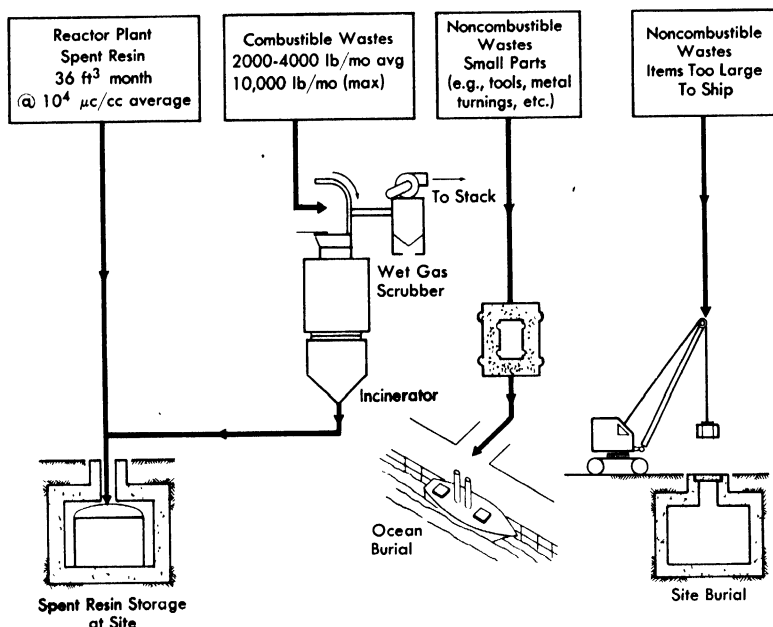 Reactor Plant
Spent Resin
36 ft³ month
@ 10⁴ μc/cc average
Combustible Wastes
2000-4000 lb/mo avg
10,000 lb/mo (max)
Noncombustible
Wastes
Small Parts
(e.g., tools, metal
turnings, etc.)
Noncombustible
Wastes
Items Too Large
To Ship
To Stack
Wet Gas
Scrubber
Incinerator
Ocean
Burial
Spent Resin Storage
at Site
Site Burial